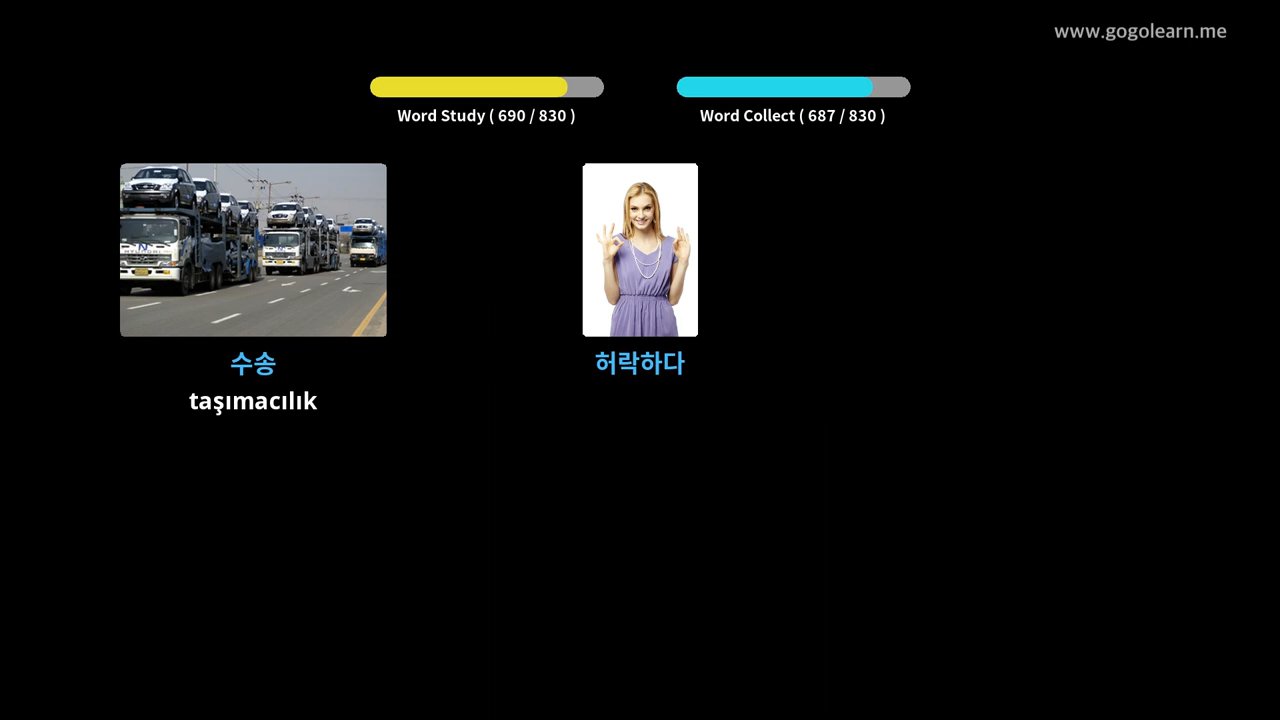 www.gogolearn.me
Word Study ( 690 / 830 )
Word Collect ( 687 / 830 )
수송
taşımacılık
허락하다